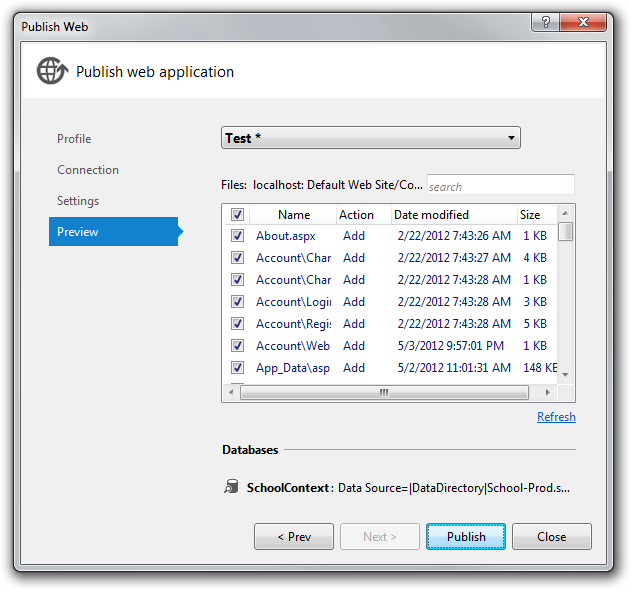 Publish Web
?
Publish web application
Profile
Connection
Settings
Preview
Test *
Files: localhost: Default Web Site/Co... search
Name Action Date modified Size
About.aspx Add 2/22/2012 7:43:26 AM 1 KB
Account\Char Add 2/22/2012 7:43:27 AM 4 KB
Account\Char Add 2/22/2012 7:43:28 AM 1 KB
Account\Login Add 2/22/2012 7:43:28 AM 3 KB
Account\Regis Add 2/22/2012 7:43:28 AM 5 KB
Account\Web Add 5/3/2012 9:57:01 PM 1 KB
App_Data\asp Add 5/2/2012 11:01:31 AM 148 KB
Refresh
Databases
SchoolContext: Data Source=|DataDirectory|School-Prod.s...
< Prev Next > Publish Close